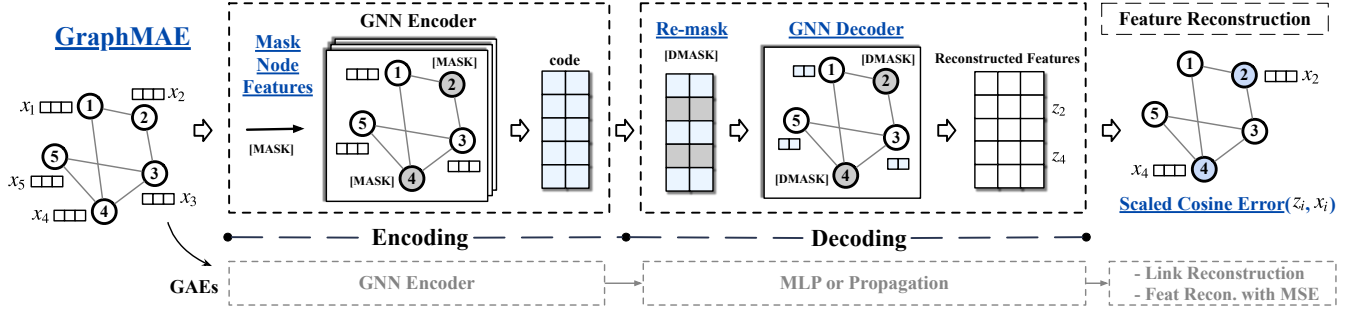 GraphMAE
x1
x2
1
2
5
3
x5
x3
x4
4
Mask
Node
Features
[MASK]
GNN Encoder
[MASK]
1
2
5
3
[MASK]
4
code
Re-mask
[DMASK]
GNN Decoder
[DMASK]
1
2
5
3
[DMASK]
4
Reconstructed Features
z2
z4
Feature Reconstruction
1
2
x2
5
3
x4
4
Scaled Cosine Error(zi, xi)
Encoding
Decoding
GAEs
GNN Encoder
MLP or Propagation
- Link Reconstruction
- Feat Recon. with MSE